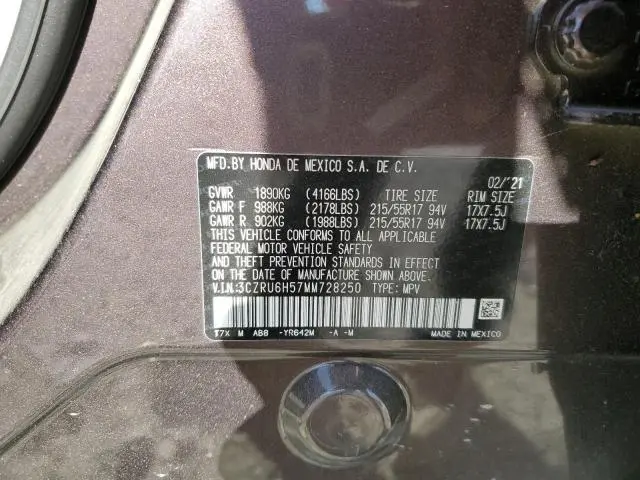 MFD.BY HONDA DE MEXICO S.A. DE C.V.
02/'21
GVWR 1890KG (4166LBS) TIRE SIZE RIM SIZE
GAWR F 988KG (2178LBS) 215/55R17 94V 17X7.5J
GAWR R 902KG (1988LBS) 215/55R17 94V 17X7.5J
THIS VEHICLE CONFORMS TO ALL APPLICABLE
FEDERAL MOTOR VEHICLE SAFETY
AND THEFT PREVENTION STANDARDS IN EFFECT ON
THE DATE OF MANUFACTURE SHOWN ABOVE.
V.I.N:3CZRU6H57MM728250 TYPE: MPV
T7X M ABB -YR642M -A -M MADE IN MEXICO